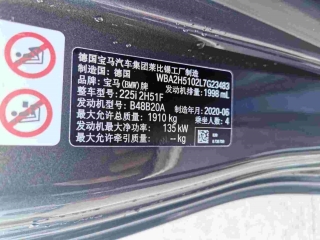 德国宝马汽车集团莱比锡工厂制造
制造国：德国 WBA2H5102L7G23483
品牌：宝马(BMW)牌 发动机排量：1998 mL
整车型号：225i 2H51F
发动机型号：B48B20A 制造年月：2020-06
最大允许总质量：1910 kg 乘坐人数：4
发动机最大净功率：135 kW
最大允许牵引质量：-- kg